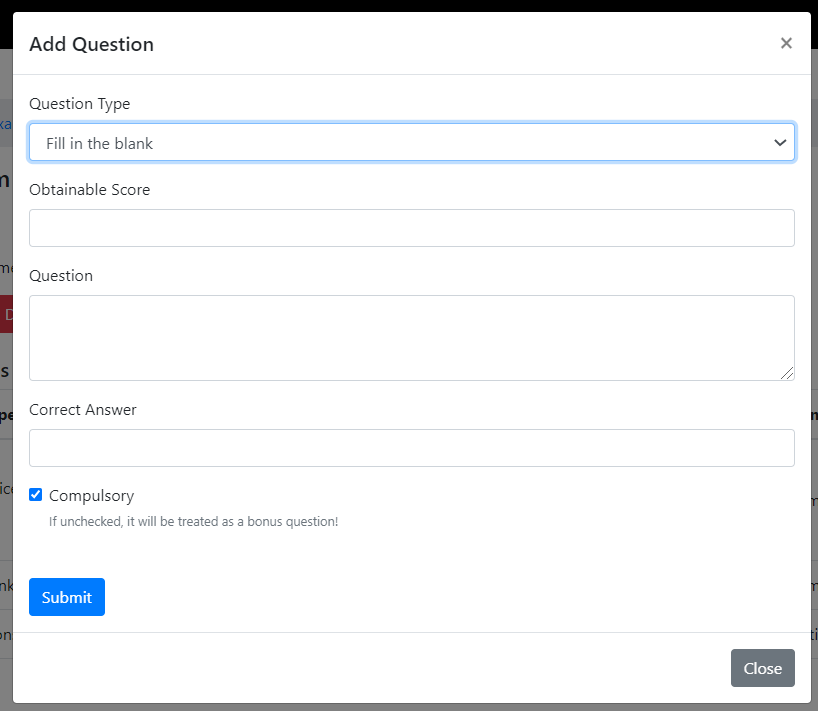 Add Question
×
Question Type
Fill in the blank
Obtainable Score
Question
Correct Answer
Compulsory
If unchecked, it will be treated as a bonus question!
Submit
Close